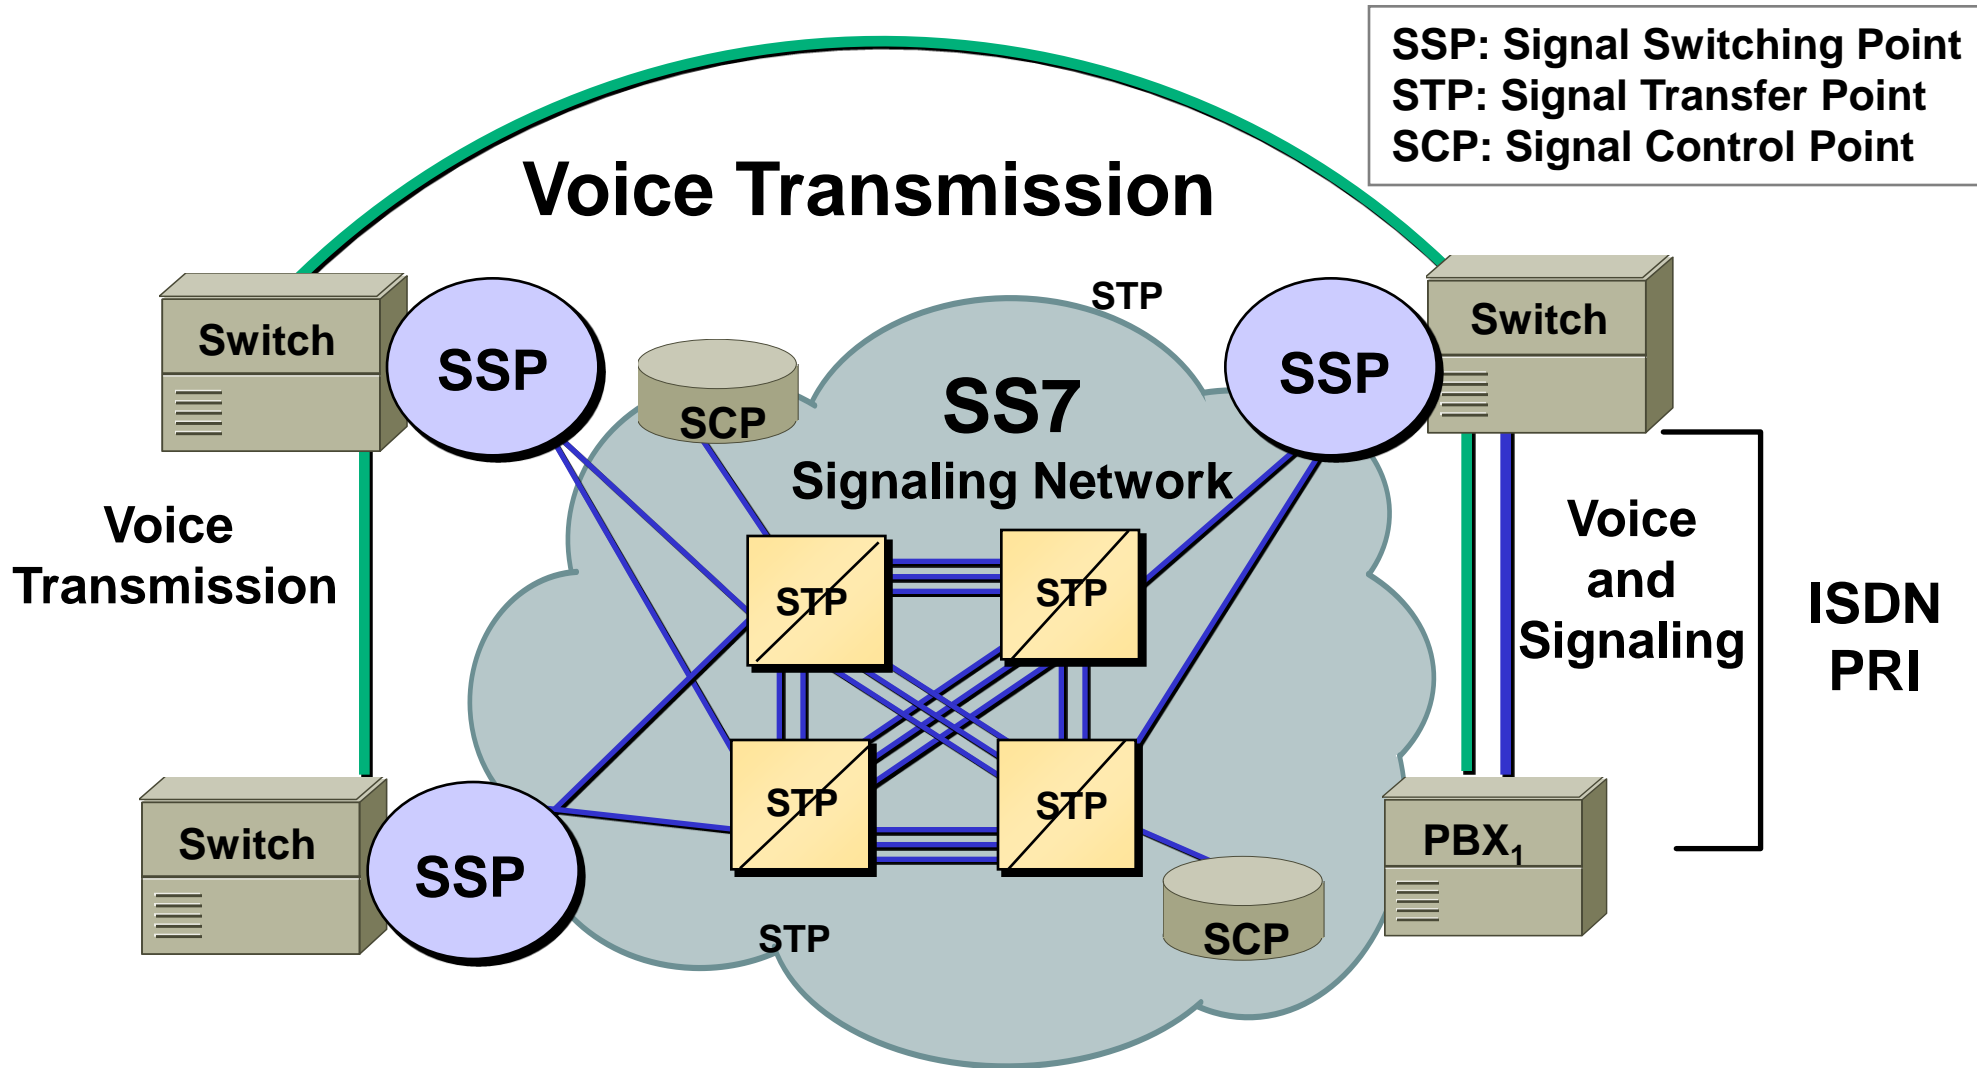 SSP: Signal Switching Point
STP: Signal Transfer Point
SCP: Signal Control Point
Voice Transmission
STP
Switch
SSP
SCP
SS7
Signaling Network
SSP
Switch
Voice
Transmission
STP
STP
Voice
and
Signaling
ISDN
PRI
STP
STP
Switch
SSP
STP
SCP
PBX1